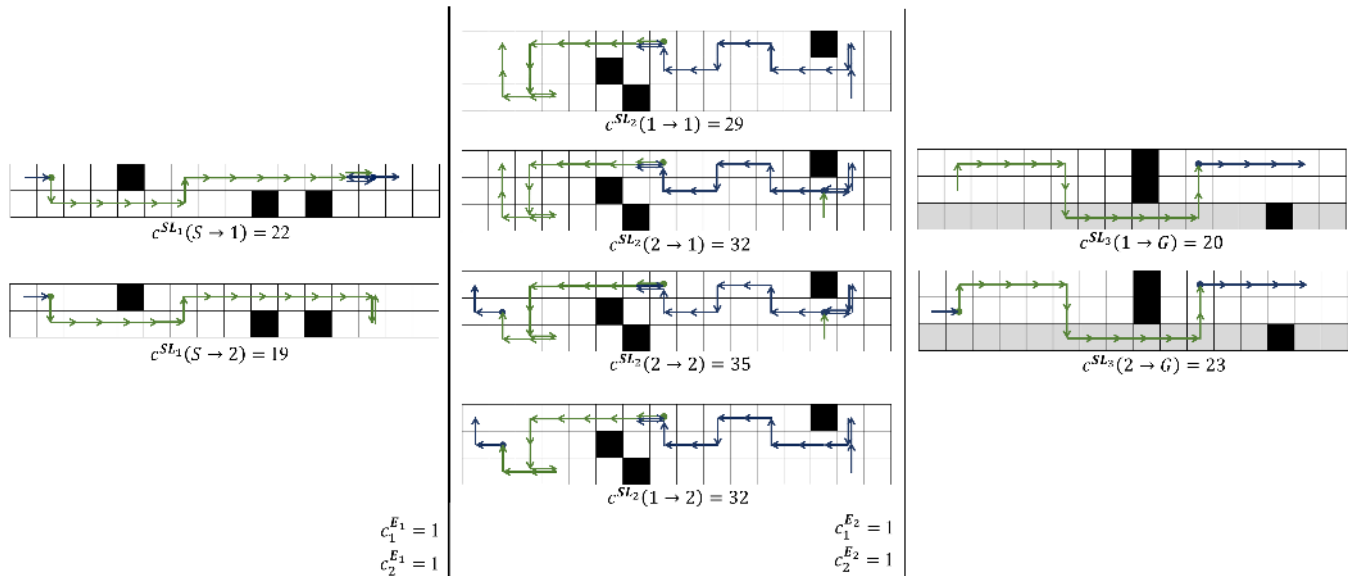 c^{SL_1}(S → 1) = 22
c^{SL_1}(S → 2) = 19
c_1^{E_1} = 1
c_2^{E_1} = 1
c^{SL_2}(1 → 1) = 29
c^{SL_2}(2 → 1) = 32
c^{SL_2}(2 → 2) = 35
c^{SL_2}(1 → 2) = 32
c_1^{E_2} = 1
c_2^{E_2} = 1
c^{SL_3}(1 → G) = 20
c^{SL_3}(2 → G) = 23